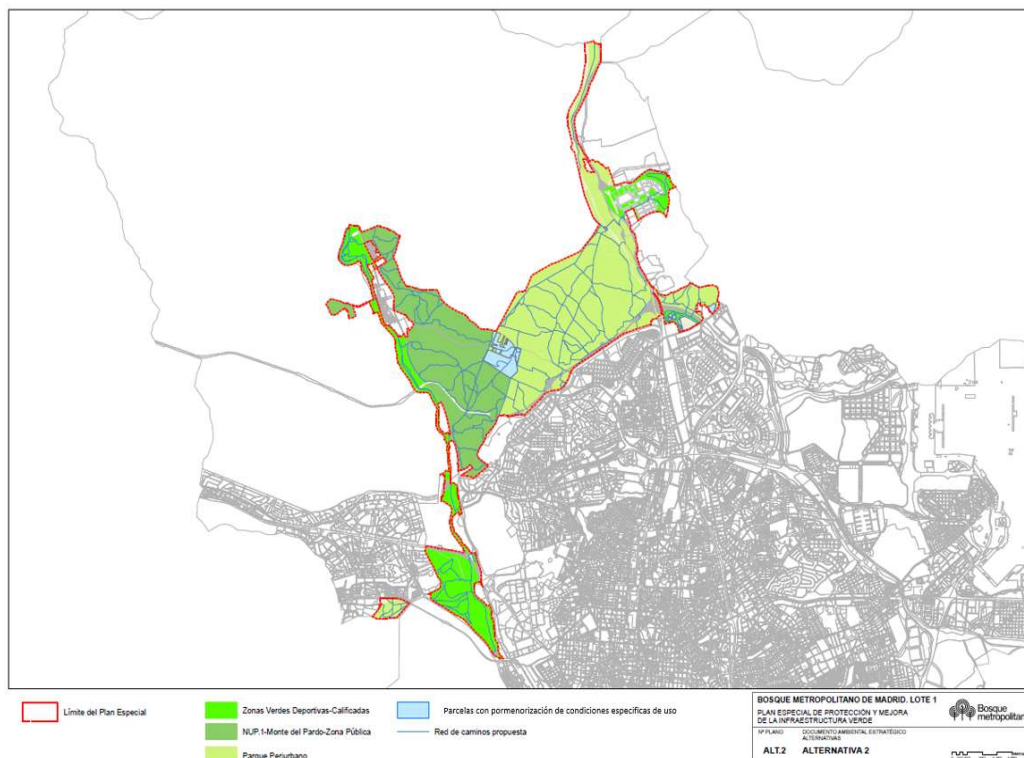 Límite del Plan Especial
Zonas Verdes Deportivas-Calificadas
NUP.1-Monte del Pardo-Zona Pública
Parque Periurbano
Parcelas con pormenorización de condiciones especificas de uso
Red de caminos propuesta
BOSQUE METROPOLITANO DE MADRID. LOTE 1
PLAN ESPECIAL DE PROTECCIÓN Y MEJORA
DE LA INFRAESTRUCTURA VERDE
Bosque
metropolitano
Nº PLANO
DOCUMENTO AMBIENTAL ESTRATÉGICO
ALTERNATIVAS
ALT.2
ALTERNATIVA 2